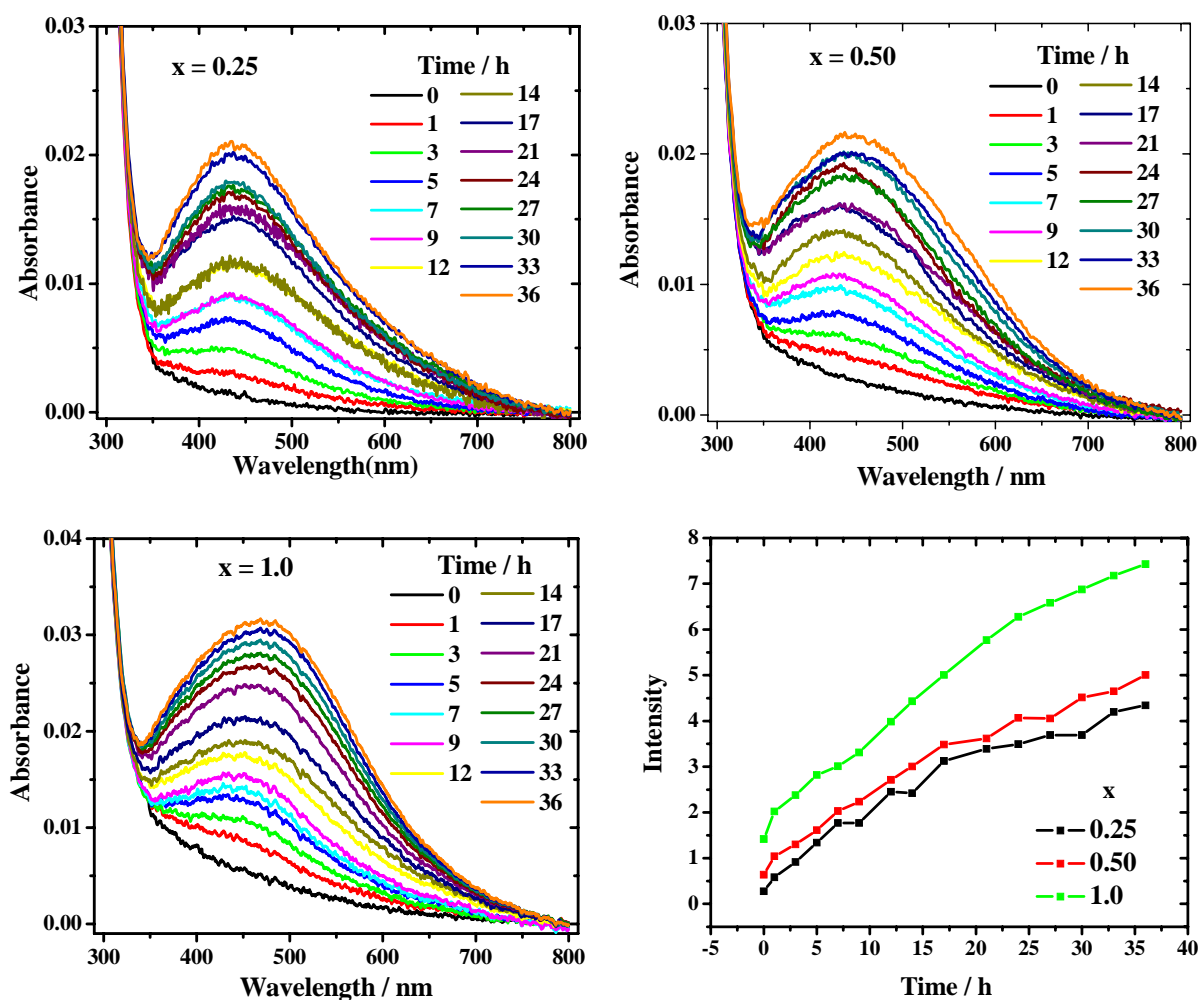 x = 0.25
Time / h
0 14
1 17
3 21
5 24
7 27
9 30
12 33
36
0.03
0.02
0.01
0.00
Absorbance
300 400 500 600 700 800
Wavelength(nm)
x = 0.50
Time / h
0 14
1 17
3 21
5 24
7 27
9 30
12 33
36
0.03
0.02
0.01
0.00
Absorbance
300 400 500 600 700 800
Wavelength / nm
x = 1.0
Time / h
0 14
1 17
3 21
5 24
7 27
9 30
12 33
36
0.04
0.03
0.02
0.01
0.00
Absorbance
300 400 500 600 700 800
Wavelength / nm
8
7
6
5
4
3
2
1
0
Intensity
x
0.25
0.50
1.0
-5 0 5 10 15 20 25 30 35 40
Time / h